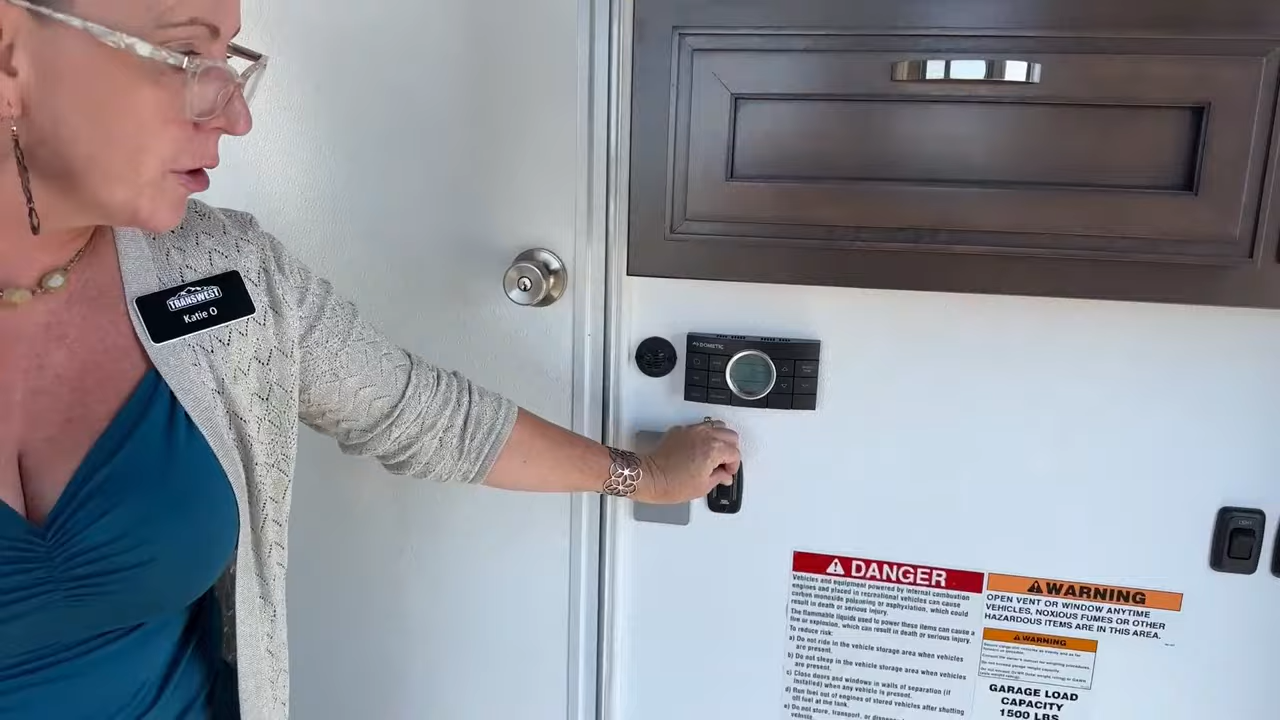 TRANSWEST
Katie O
DOMETIC
LIGHT
DANGER
Vehicles and equipment powered by internal combustion
engines and placed in recreational vehicles can cause
carbon monoxide poisoning or asphyxiation, which could
result in death or serious injury.
The flammable liquids used to power these items can cause a
fire or explosion, which can result in death or serious injury.
To reduce risk:
a) Do not ride in the vehicle storage area when vehicles
are present.
b) Do not sleep in the vehicle storage area when vehicles
are present.
c) Close doors and windows in walls of separation (if
installed) when any vehicle is present.
d) Run fuel out of engines of stored vehicles after shutting
off fuel at the tank.
e) Do not store, transport, or
vehicle
WARNING
OPEN VENT OR WINDOW ANYTIME
VEHICLES, NOXIOUS FUMES OR OTHER
HAZARDOUS ITEMS ARE IN THIS AREA.
WARNING
GARAGE LOAD
CAPACITY
1500 LBS